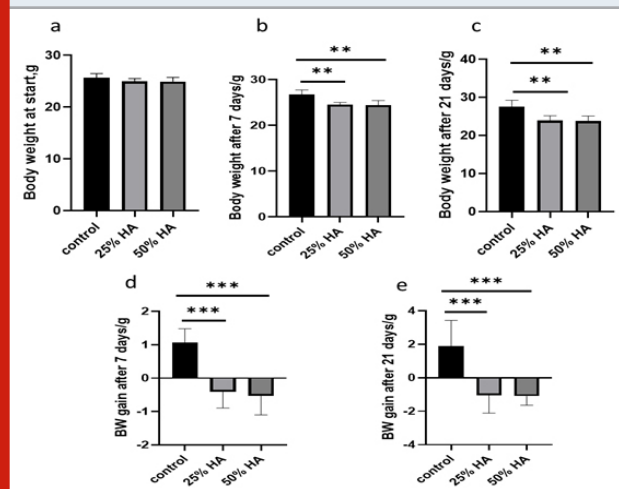 a
Body weight at start,g
30
20
10
0
control
25% HA
50% HA
b
Body weight after 7 days/g
**
**
30
20
10
0
control
25% HA
50% HA
c
Body weight after 21 days/g
**
**
40
30
20
10
0
control
25% HA
50% HA
d
BW gain after 7 days/g
***
***
2
1
0
-1
-2
control
25% HA
50% HA
e
BW gain after 21 days/g
***
***
4
2
0
-2
-4
control
25% HA
50% HA